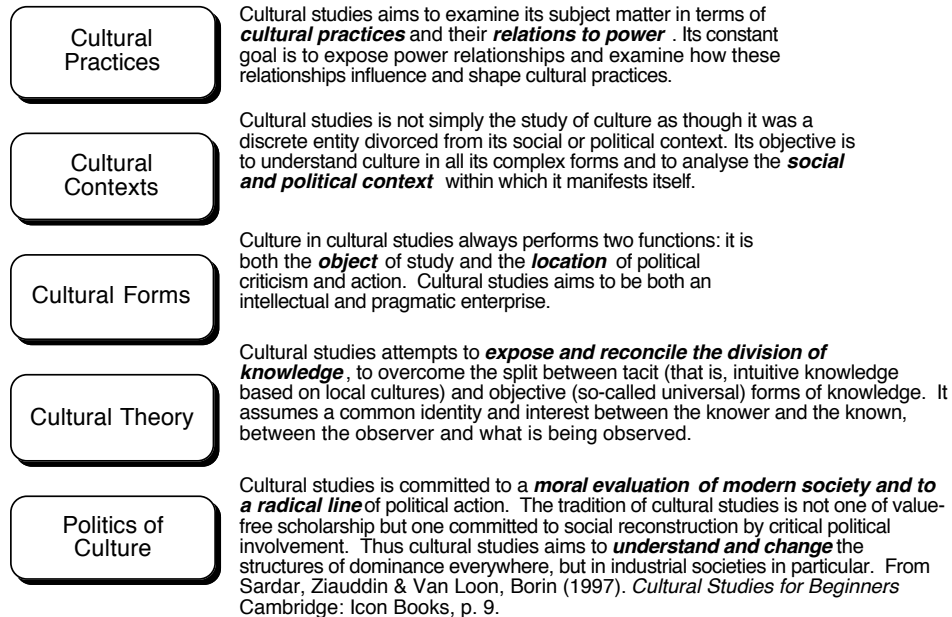 Cultural
Practices
Cultural studies aims to examine its subject matter in terms of
cultural practices and their relations to power . Its constant
goal is to expose power relationships and examine how these
relationships influence and shape cultural practices.
Cultural
Contexts
Cultural studies is not simply the study of culture as though it was a
discrete entity divorced from its social or political context. Its objective is
to understand culture in all its complex forms and to analyse the social
and political context within which it manifests itself.
Cultural Forms
Culture in cultural studies always performs two functions: it is
both the object of study and the location of political
criticism and action. Cultural studies aims to be both an
intellectual and pragmatic enterprise.
Cultural Theory
Cultural studies attempts to expose and reconcile the division of
knowledge , to overcome the split between tacit (that is, intuitive knowledge
based on local cultures) and objective (so-called universal) forms of knowledge. It
assumes a common identity and interest between the knower and the known,
between the observer and what is being observed.
Politics of
Culture
Cultural studies is committed to a moral evaluation of modern society and to
a radical line of political action. The tradition of cultural studies is not one of value-
free scholarship but one committed to social reconstruction by critical political
involvement. Thus cultural studies aims to understand and change the
structures of dominance everywhere, but in industrial societies in particular. From
Sardar, Ziauddin & Van Loon, Borin (1997). Cultural Studies for Beginners
Cambridge: Icon Books, p. 9.